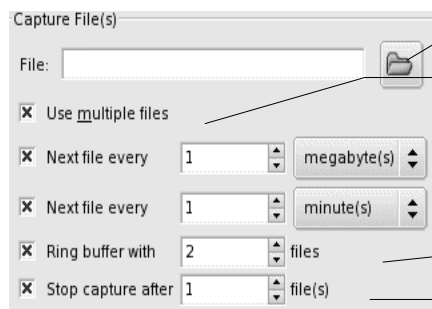 Capture File(s)
File:
Use multiple files
Next file every 1 megabyte(s)
Next file every 1 minute(s)
Ring buffer with 2 files
Stop capture after 1 file(s)